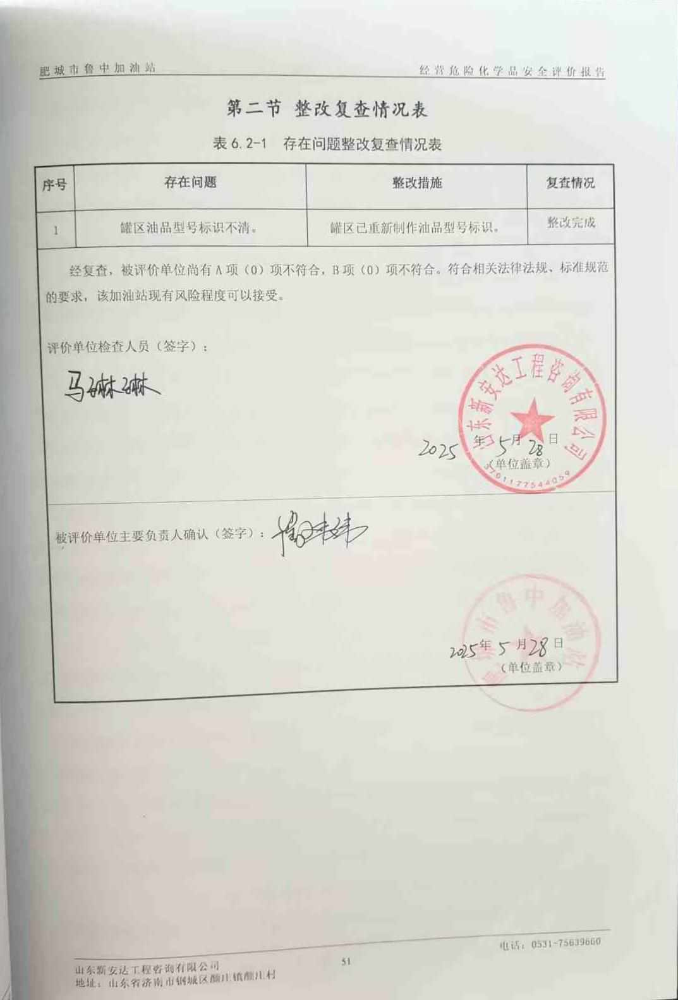 肥城市鲁中加油站 经营危险化学品安全评价报告
第二节 整改复查情况表
表 6.2-1 存在问题整改复查情况表
序号 存在问题 整改措施 复查情况
1 罐区油品型号标识不清。 罐区已重新制作油品型号标识。 整改完成
经复查，被评价单位尚有 A 项（0）项不符合，B 项（0）项不符合。符合相关法律法规、标准规范
的要求，该加油站现有风险程度可以接受。
评价单位检查人员（签字）：
马琳琳
山东新安达工程咨询有限公司
2025 年 5 月 28 日
（单位盖章）
3701177544059
被评价单位主要负责人确认（签字）：
肥城市鲁中加油站
2025 年 5 月 28 日
（单位盖章）
山东新安达工程咨询有限公司 51 电话：0531-75639660
地址：山东省济南市钢城区颜庄镇颜庄村